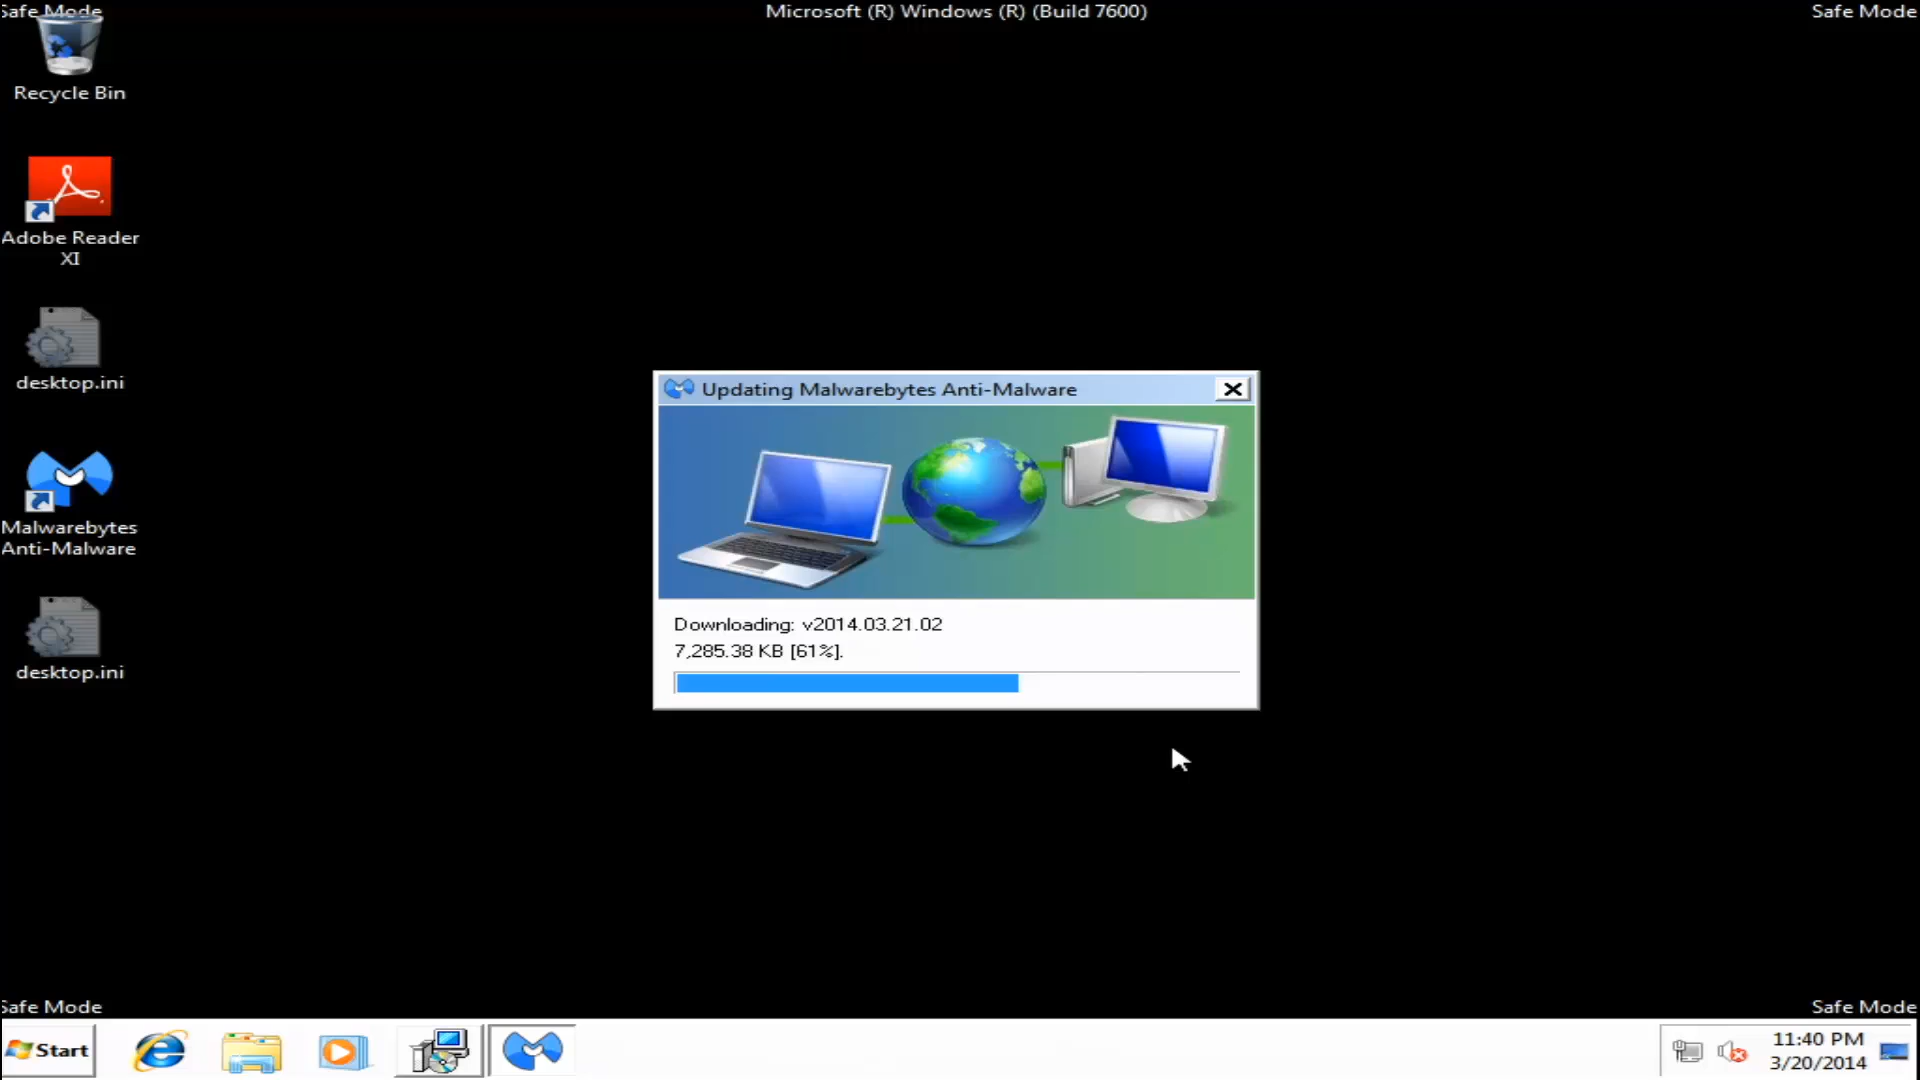 Safe Mode
Microsoft (R) Windows (R) (Build 7600)
Safe Mode
Recycle Bin
Adobe Reader
XI
desktop.ini
Malwarebytes
Anti-Malware
desktop.ini
Updating Malwarebytes Anti-Malware
Downloading: v2014.03.21.02
7,285.38 KB [61%].
Safe Mode
Safe Mode
Start
11:40 PM
3/20/2014